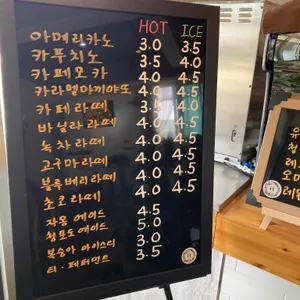 HOT ICE
아메리카노 3.0 3.5
카푸치노 3.5 4.0
카페모카 4.0 4.5
카라멜마끼야또 4.0 4.5
카페라떼 3.5 4.0
바닐라라떼 4.0 4.5
녹차라떼 4.0 4.5
고구마라떼 4.0 4.5
블루베리라떼 4.0 4.5
초코라떼 4.0 4.5
자몽에이드 4.5
청포도에이드 5.0
복숭아아이스티 3.0
티·페퍼민트 3.5